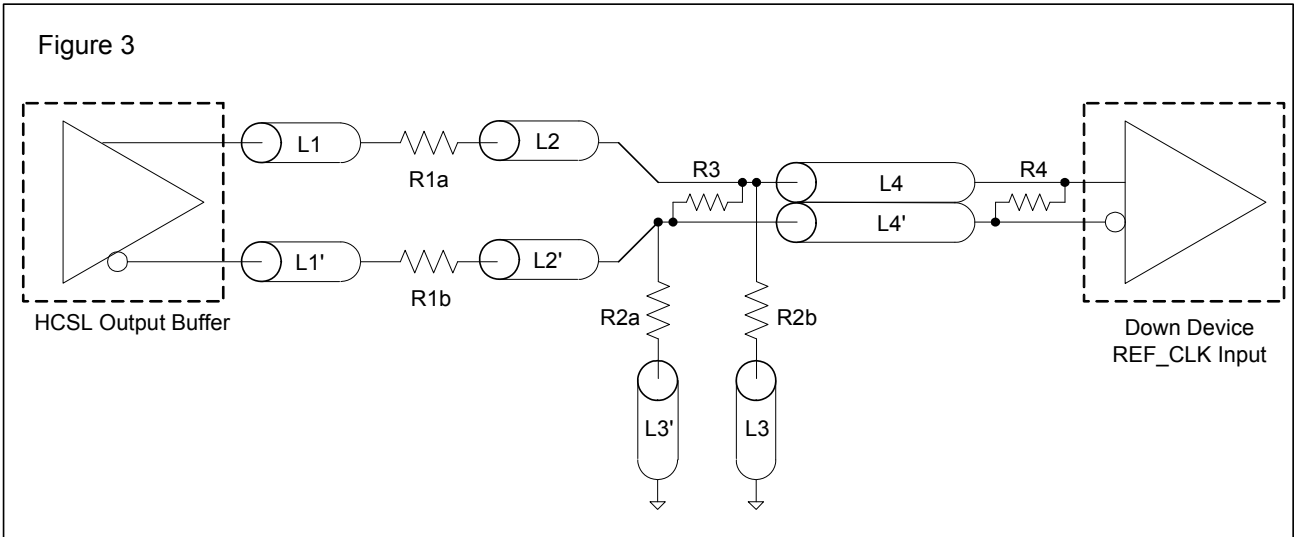 Figure 3
L1
R1a
L2
R3
L4
R4
L4'
L1'
R1b
L2'
HCSL Output Buffer
R2a
R2b
Down Device
REF_CLK Input
L3'
L3